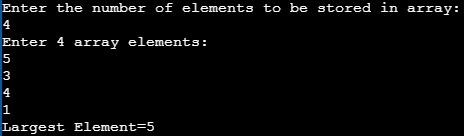 Enter the number of elements to be stored in array:
4
Enter 4 array elements:
5
3
4
1
Largest Element=5